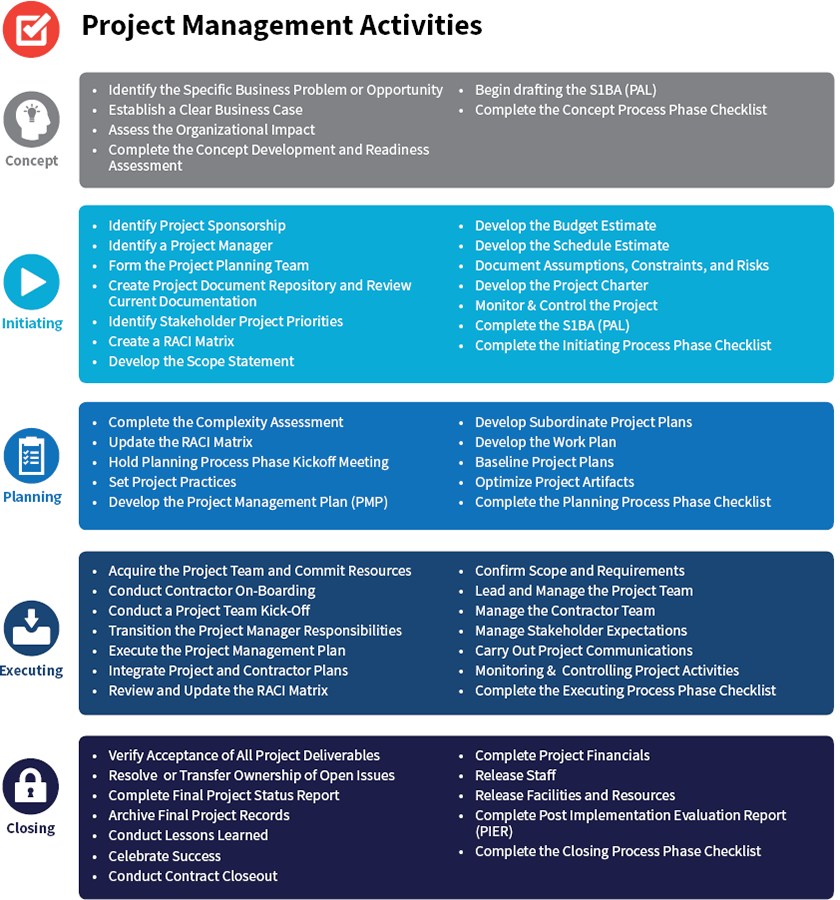 Project Management Activities
Concept
• Identify the Specific Business Problem or Opportunity
• Establish a Clear Business Case
• Assess the Organizational Impact
• Complete the Concept Development and Readiness
Assessment
• Begin drafting the S1BA (PAL)
• Complete the Concept Process Phase Checklist
Initiating
• Identify Project Sponsorship
• Identify a Project Manager
• Form the Project Planning Team
• Create Project Document Repository and Review
Current Documentation
• Identify Stakeholder Project Priorities
• Create a RACI Matrix
• Develop the Scope Statement
• Develop the Budget Estimate
• Develop the Schedule Estimate
• Document Assumptions, Constraints, and Risks
• Develop the Project Charter
• Monitor & Control the Project
• Complete the S1BA (PAL)
• Complete the Initiating Process Phase Checklist
Planning
• Complete the Complexity Assessment
• Update the RACI Matrix
• Hold Planning Process Phase Kickoff Meeting
• Set Project Practices
• Develop the Project Management Plan (PMP)
• Develop Subordinate Project Plans
• Develop the Work Plan
• Baseline Project Plans
• Optimize Project Artifacts
• Complete the Planning Process Phase Checklist
Executing
• Acquire the Project Team and Commit Resources
• Conduct Contractor On-Boarding
• Conduct a Project Team Kick-Off
• Transition the Project Manager Responsibilities
• Execute the Project Management Plan
• Integrate Project and Contractor Plans
• Review and Update the RACI Matrix
• Confirm Scope and Requirements
• Lead and Manage the Project Team
• Manage the Contractor Team
• Manage Stakeholder Expectations
• Carry Out Project Communications
• Monitoring & Controlling Project Activities
• Complete the Executing Process Phase Checklist
Closing
• Verify Acceptance of All Project Deliverables
• Resolve or Transfer Ownership of Open Issues
• Complete Final Project Status Report
• Archive Final Project Records
• Conduct Lessons Learned
• Celebrate Success
• Conduct Contract Closeout
• Complete Project Financials
• Release Staff
• Release Facilities and Resources
• Complete Post Implementation Evaluation Report
(PIER)
• Complete the Closing Process Phase Checklist